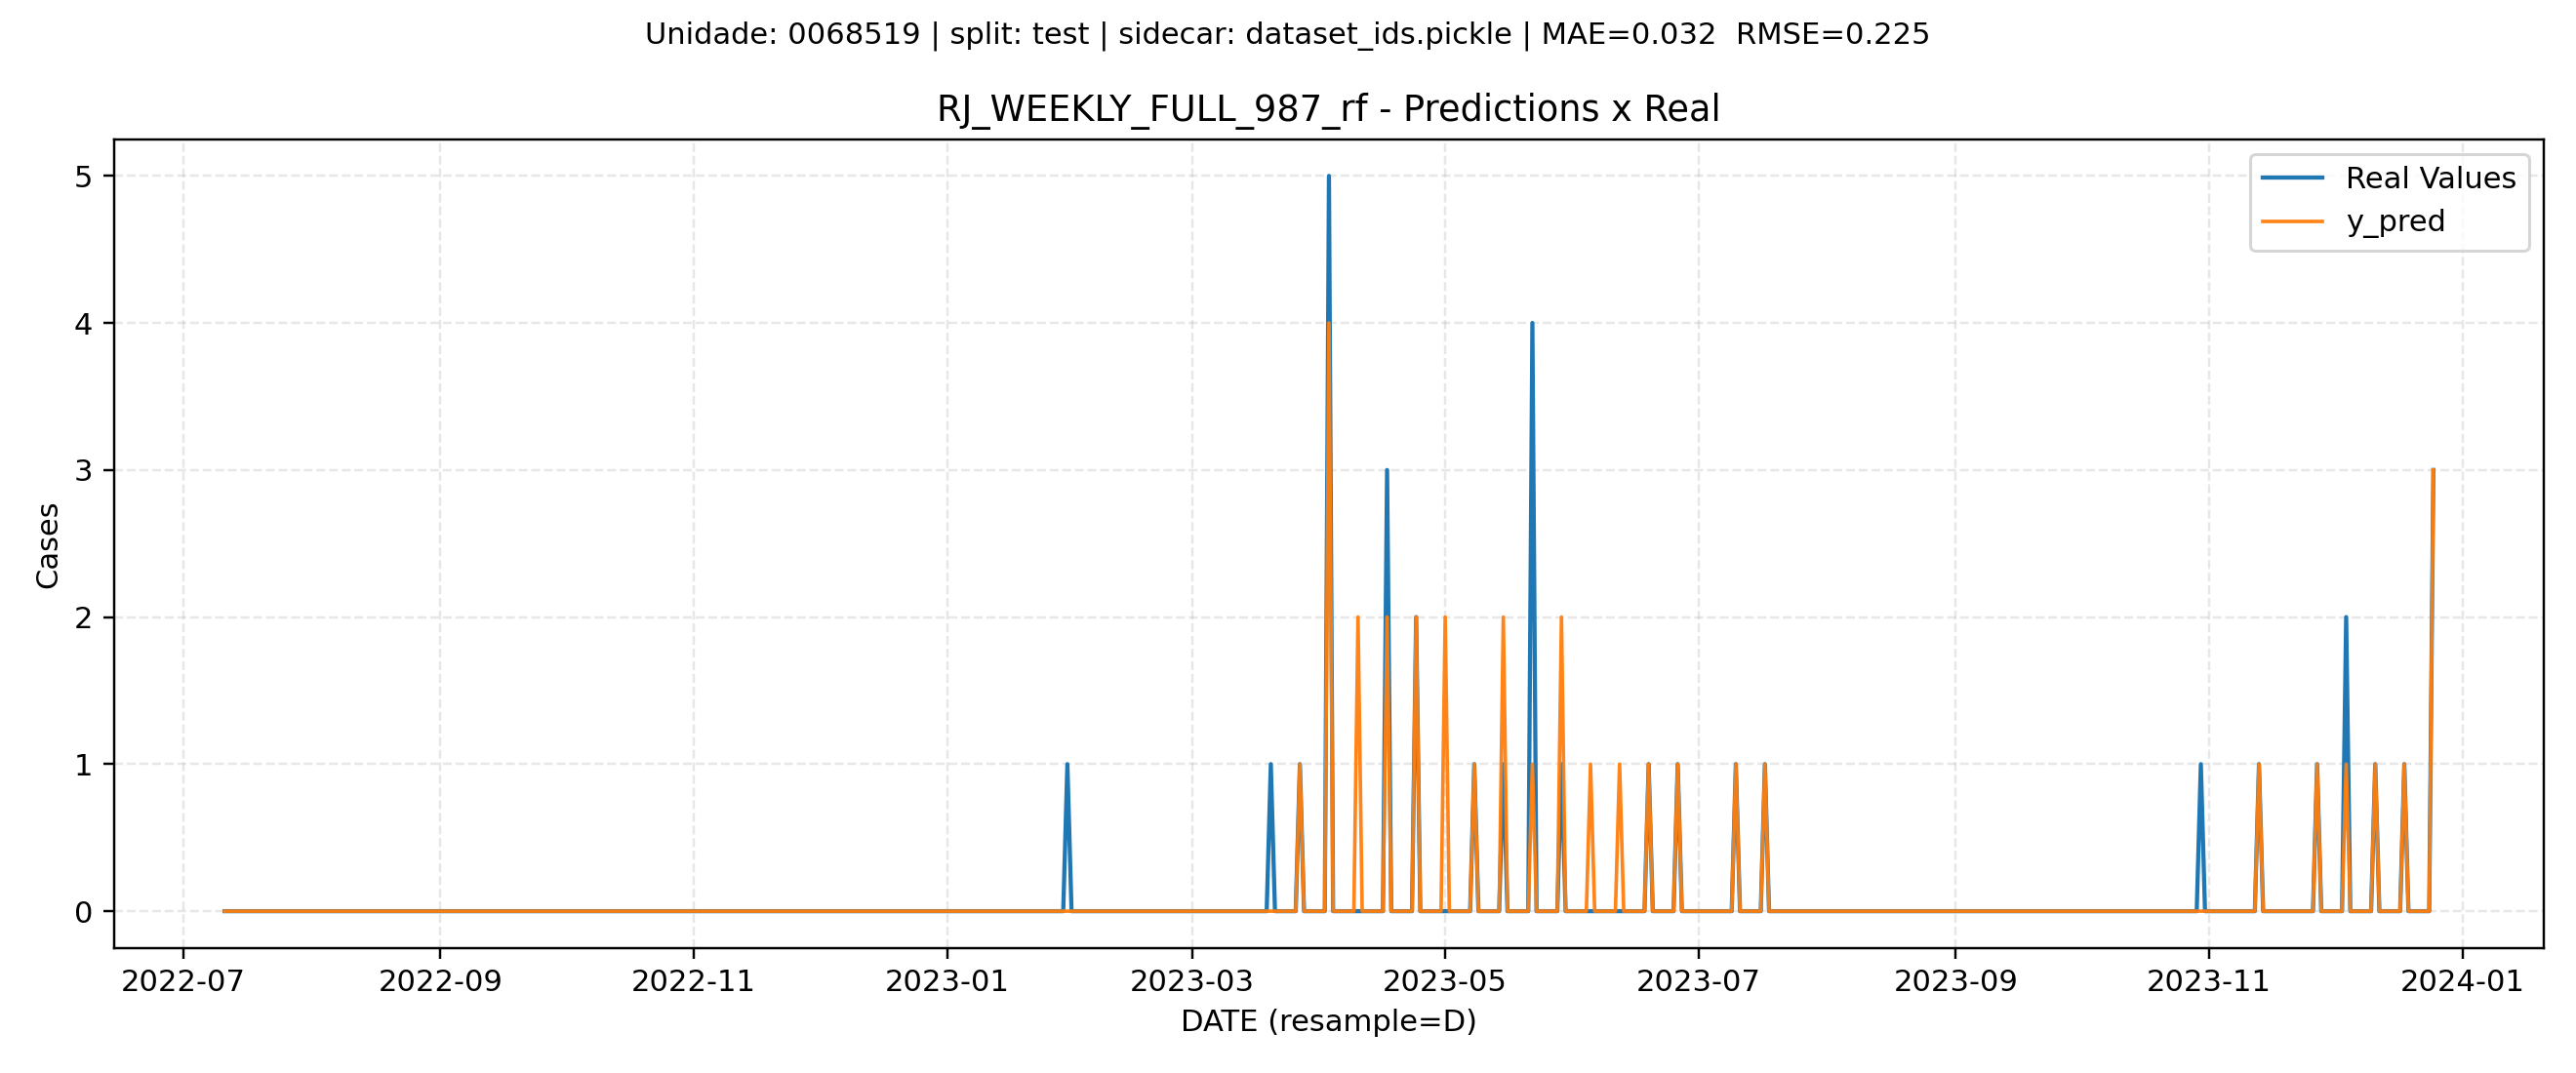 Unidade: 0068519 | split: test | sidecar: dataset_ids.pickle | MAE=0.032  RMSE=0.225
RJ_WEEKLY_FULL_987_rf - Predictions x Real
Real Values
y_pred
5
4
3
2
1
0
Cases
2022-07
2022-09
2022-11
2023-01
2023-03
2023-05
2023-07
2023-09
2023-11
2024-01
DATE (resample=D)